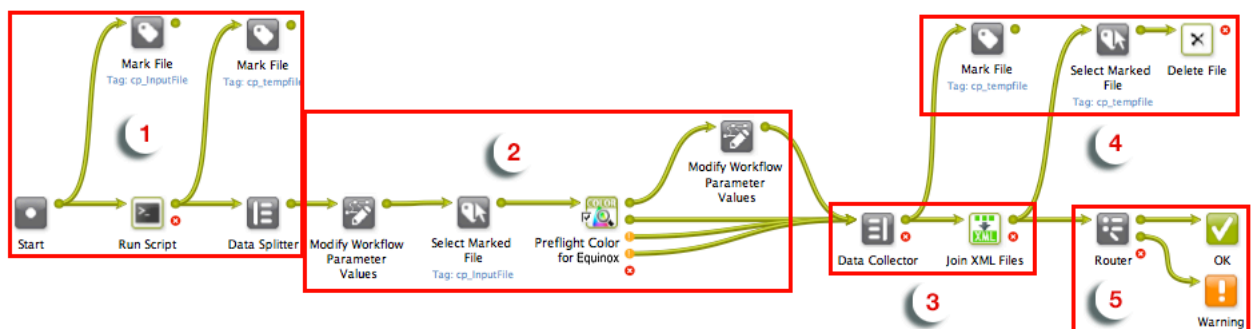 Mark File
Tag: cp_InputFile
Mark File
Tag: cp_tempfile
1
Start
Run Script
Data Splitter
2
Modify Workflow
Parameter
Values
Select Marked
File
Tag: cp_InputFile
COLOR
Preflight Color
for Equinox
Modify Workflow
Parameter
Values
Data Collector
XML
Join XML Files
3
Mark File
Tag: cp_tempfile
Select Marked
File
Tag: cp_tempfile
Delete File
4
Router
OK
5
Warning